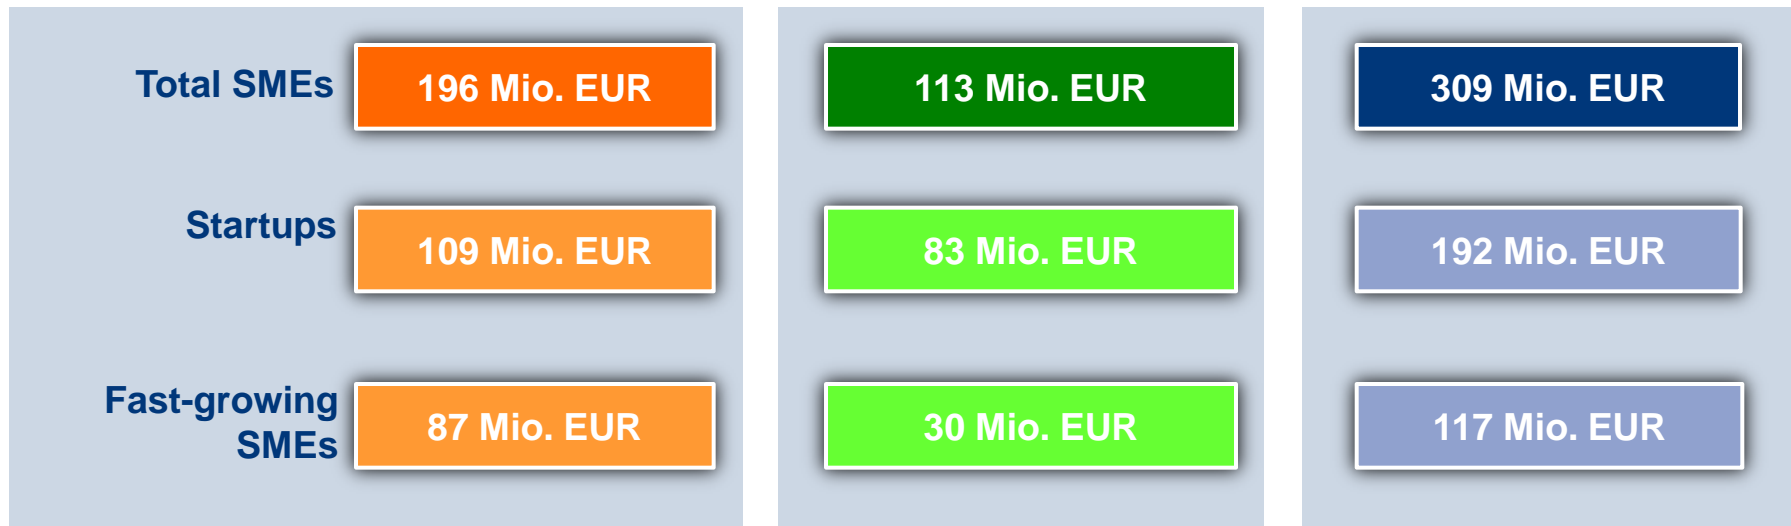 Total SMEs
196 Mio. EUR
113 Mio. EUR
309 Mio. EUR
Startups
109 Mio. EUR
83 Mio. EUR
192 Mio. EUR
Fast-growing
SMEs
87 Mio. EUR
30 Mio. EUR
117 Mio. EUR